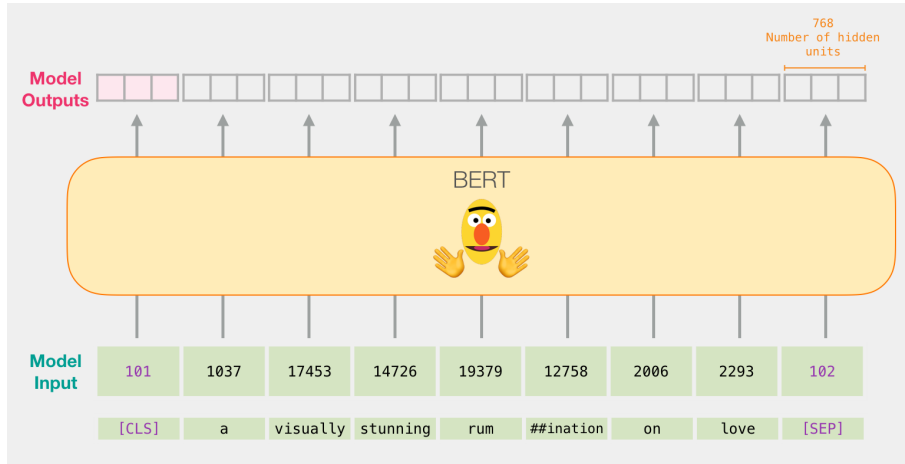 768
Number of hidden
units
Model
Outputs
BERT
Model
Input
101 1037 17453 14726 19379 12758 2006 2293 102
[CLS] a visually stunning rum ##ination on love [SEP]